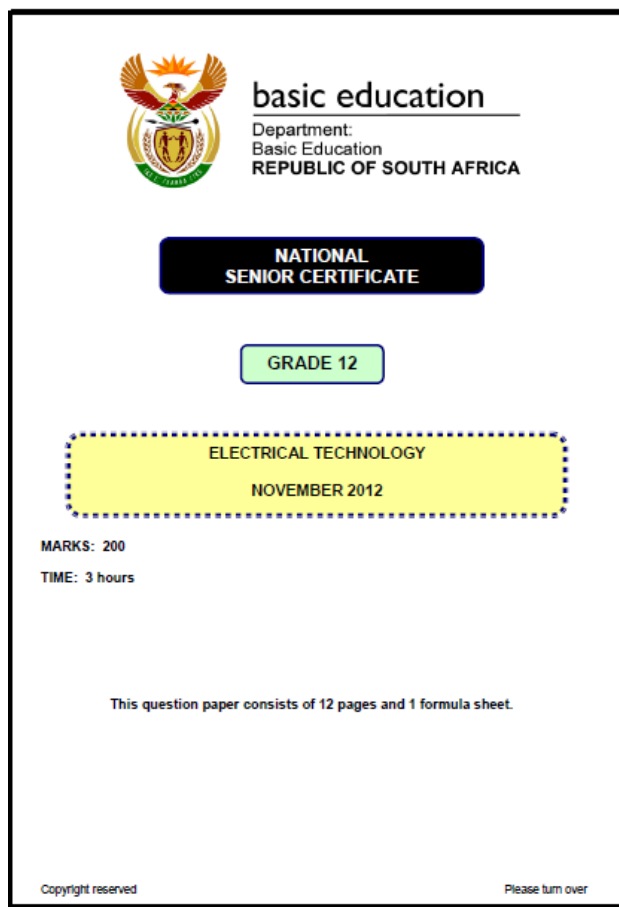 basic education
Department:
Basic Education
REPUBLIC OF SOUTH AFRICA
NATIONAL
SENIOR CERTIFICATE
GRADE 12
ELECTRICAL TECHNOLOGY
NOVEMBER 2012
MARKS: 200
TIME: 3 hours
This question paper consists of 12 pages and 1 formula sheet.
Copyright reserved
Please turn over